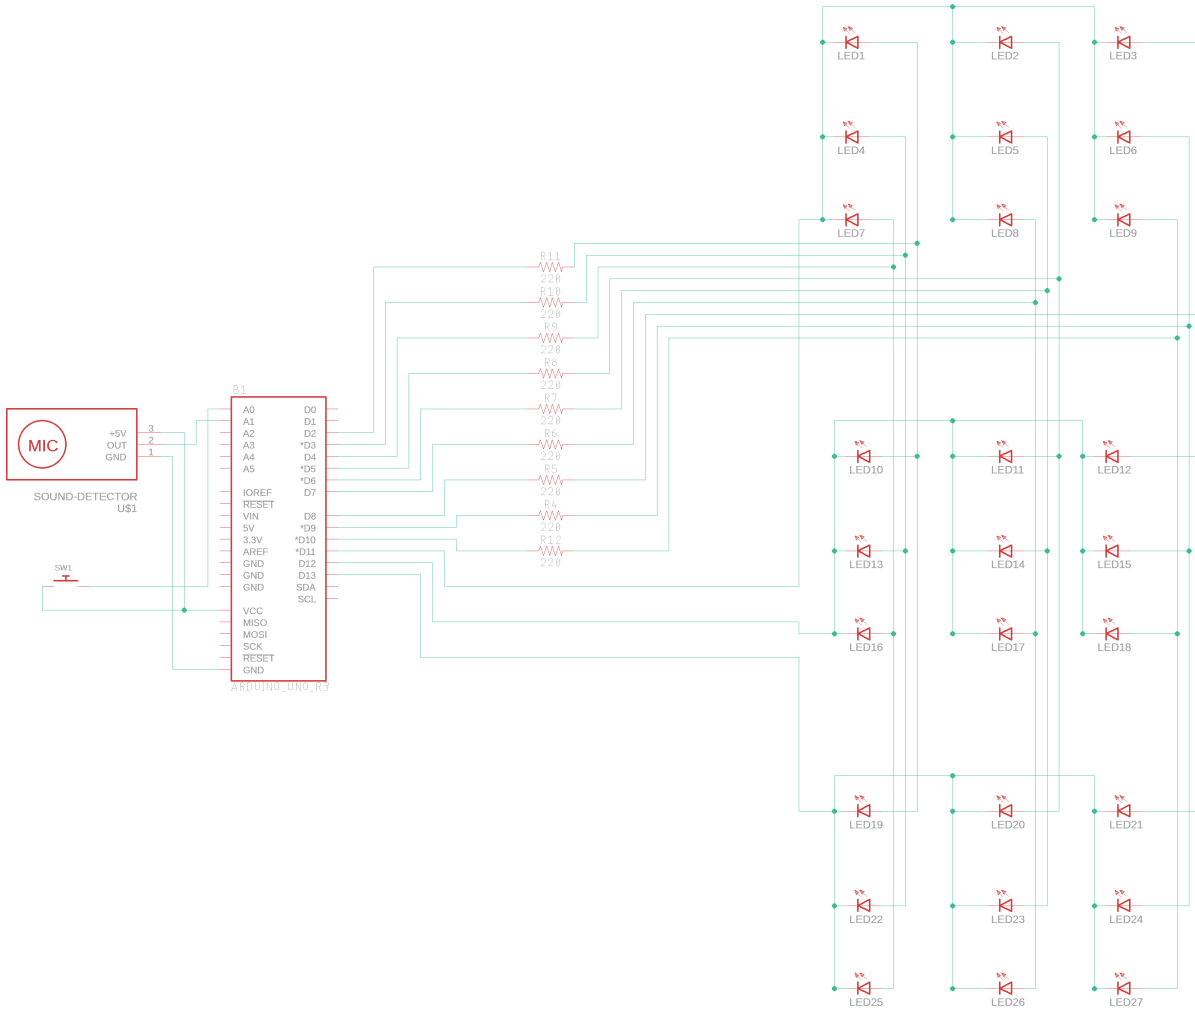 LED1
LED2
LED3
LED4
LED5
LED6
LED7
LED8
LED9
R11
220
R10
220
R9
220
R8
220
R7
220
R6
220
R5
220
R4
220
R12
220
MIC
+5V
OUT
GND
3
2
1
SOUND-DETECTOR
U$1
SW1
B1
A0
A1
A2
A3
A4
A5
IOREF
RESET
VIN
5V
3.3V
AREF
GND
GND
GND
VCC
MISO
MOSI
SCK
RESET
GND
D0
D1
D2
*D3
D4
*D5
*D6
D7
D8
*D9
*D10
*D11
D12
D13
SDA
SCL
ARDUINO_UNO_R3
LED10
LED11
LED12
LED13
LED14
LED15
LED16
LED17
LED18
LED19
LED20
LED21
LED22
LED23
LED24
LED25
LED26
LED27